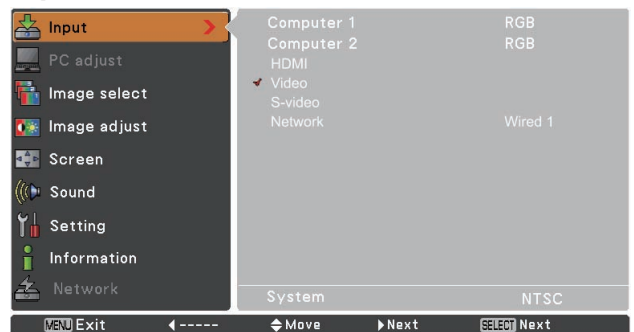 Input
PC adjust
Image select
Image adjust
Screen
Sound
Setting
Information
Network
Computer 1 RGB
Computer 2 RGB
HDMI
Video
S-video
Network Wired 1
System NTSC
MENU Exit ----- Move Next SELECT Next